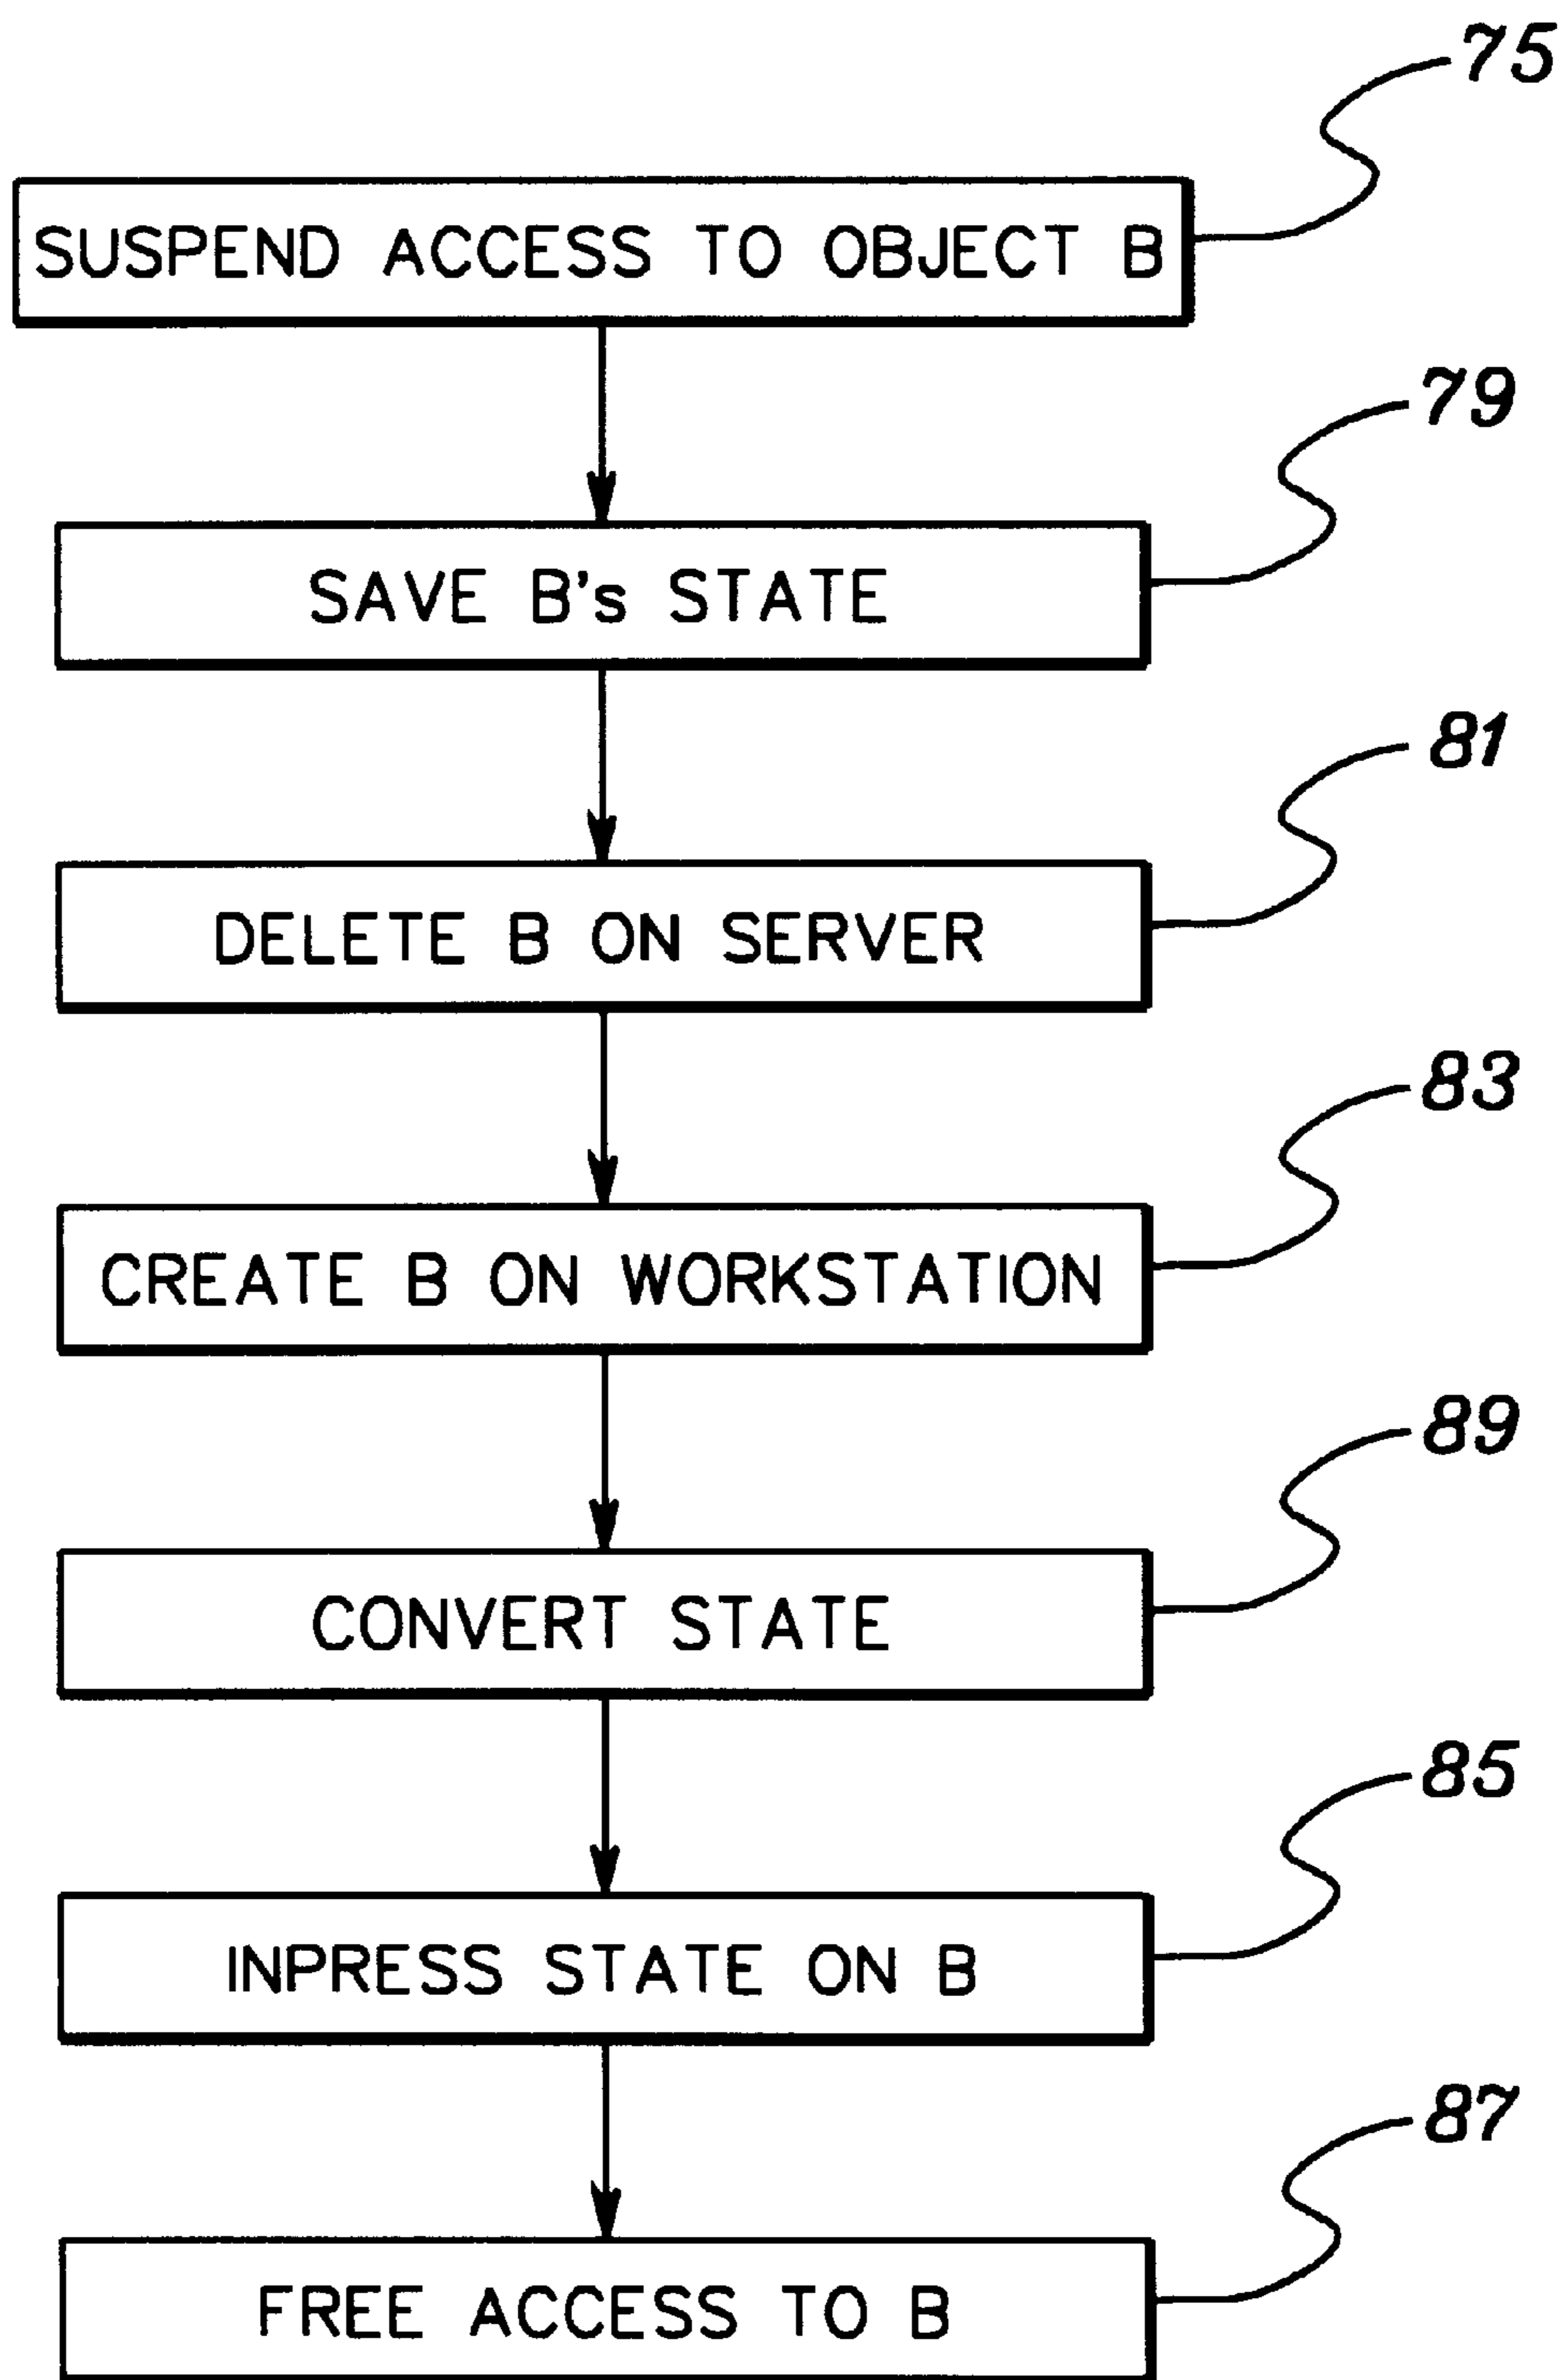 75
SUSPEND ACCESS TO OBJECT B
79
SAVE B's STATE
81
DELETE B ON SERVER
83
CREATE B ON WORKSTATION
89
CONVERT STATE
85
INPRESS STATE ON B
87
FREE ACCESS TO B